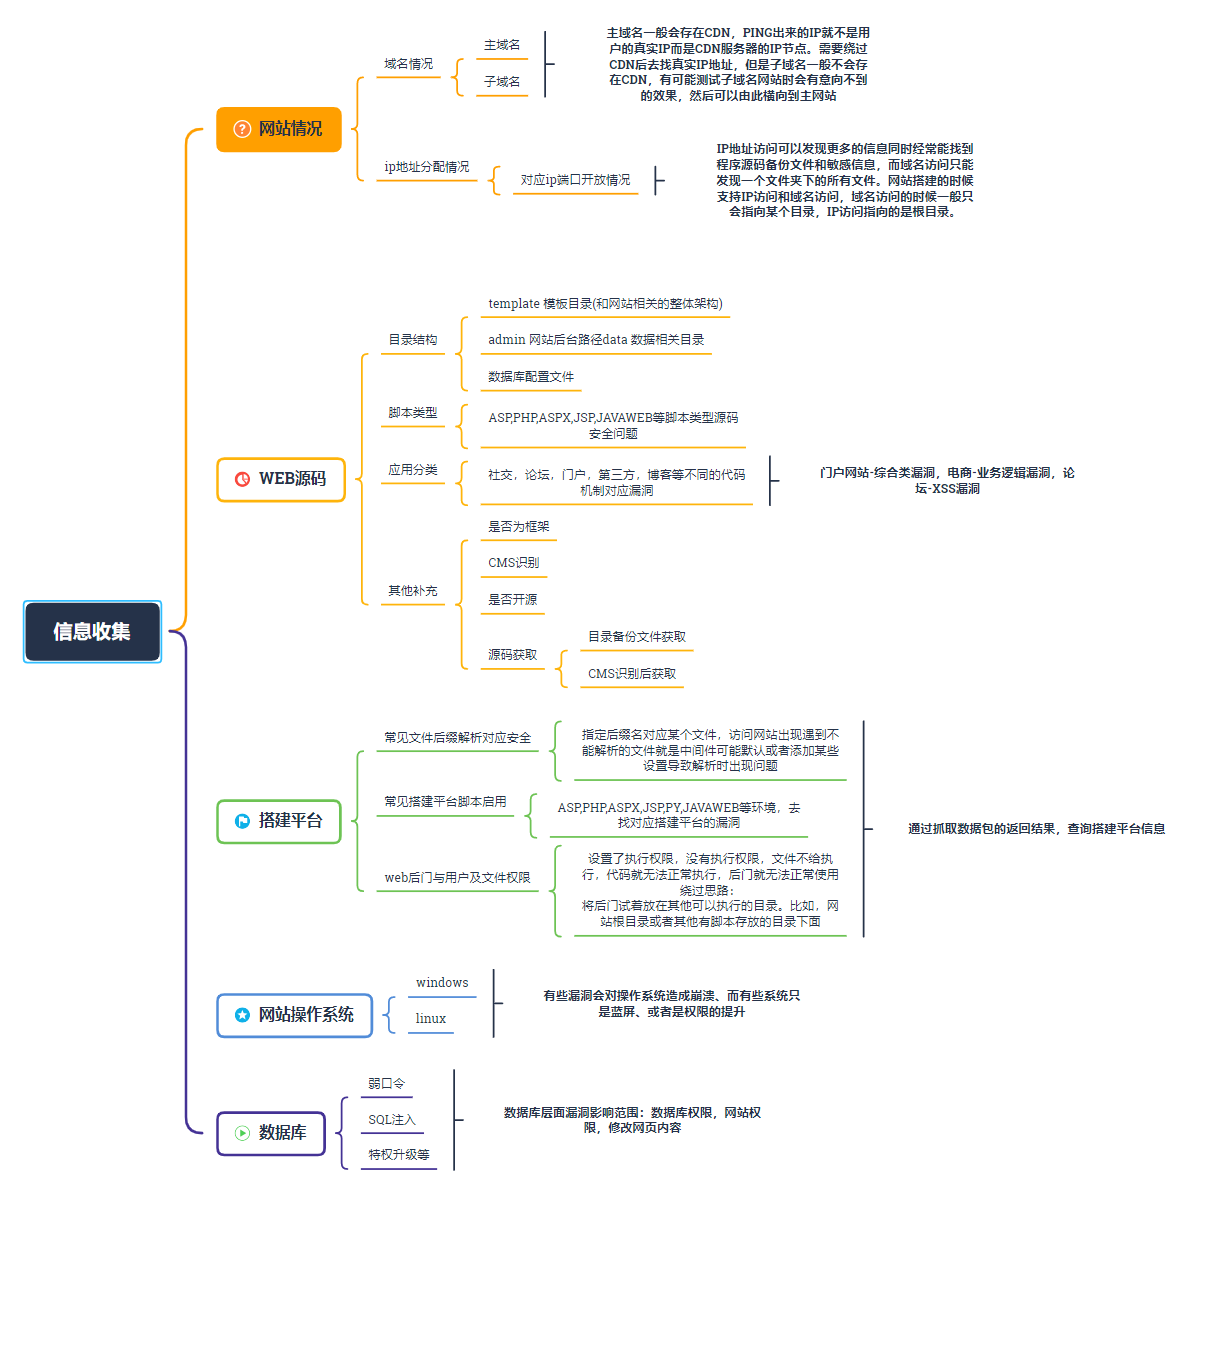 信息收集
网站情况
域名情况
主域名
子域名
主域名一般会存在CDN，PING出来的IP就不是用
户的真实IP而是CDN服务器的IP节点。需要绕过
CDN后去找真实IP地址，但是子域名一般不会存
在CDN，有可能测试子域名网站时会有意向不到
的效果，然后可以由此横向到主网站
ip地址分配情况
对应ip端口开放情况
IP地址访问可以发现更多的信息同时经常能找到
程序源码备份文件和敏感信息，而域名访问只能
发现一个文件夹下的所有文件。网站搭建的时候
支持IP访问和域名访问，域名访问的时候一般只
会指向某个目录，IP访问指向的是根目录。
WEB源码
目录结构
template 模板目录(和网站相关的整体架构)
admin 网站后台路径data 数据相关目录
数据库配置文件
脚本类型
ASP,PHP,ASPX,JSP,JAVAWEB等脚本类型源码
安全问题
应用分类
社交，论坛，门户，第三方，博客等不同的代码
机制对应漏洞
门户网站-综合类漏洞，电商-业务逻辑漏洞，论
坛-XSS漏洞
其他补充
是否为框架
CMS识别
是否开源
源码获取
目录备份文件获取
CMS识别后获取
搭建平台
常见文件后缀解析对应安全
指定后缀名对应某个文件，访问网站出现遇到不
能解析的文件就是中间件可能默认或者添加某些
设置导致解析时出现问题
常见搭建平台脚本启用
ASP,PHP,ASPX,JSP,PY,JAVAWEB等环境，去
找对应搭建平台的漏洞
web后门与用户及文件权限
设置了执行权限，没有执行权限，文件不给执
行，代码就无法正常执行，后门就无法正常使用
绕过思路：
将后门试着放在其他可以执行的目录。比如，网
站根目录或者其他有脚本存放的目录下面
通过抓取数据包的返回结果，查询搭建平台信息
网站操作系统
windows
linux
有些漏洞会对操作系统造成崩溃、而有些系统只
是蓝屏、或者是权限的提升
数据库
弱口令
SQL注入
特权升级等
数据库层面漏洞影响范围：数据库权限，网站权
限，修改网页内容